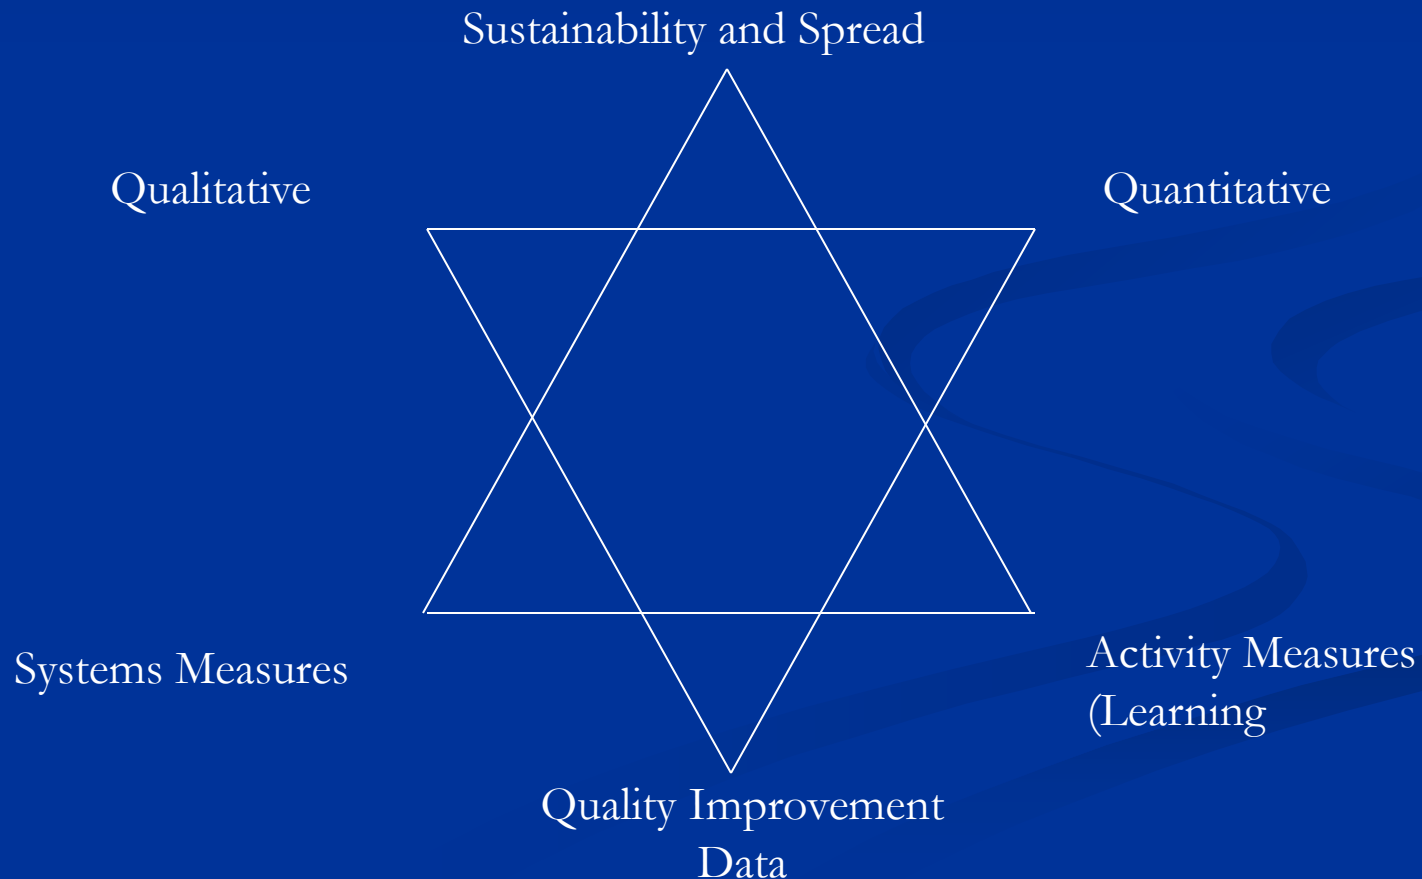 Sustainability and Spread
Qualitative
Quantitative
Systems Measures
Activity Measures
(Learning
Quality Improvement
Data